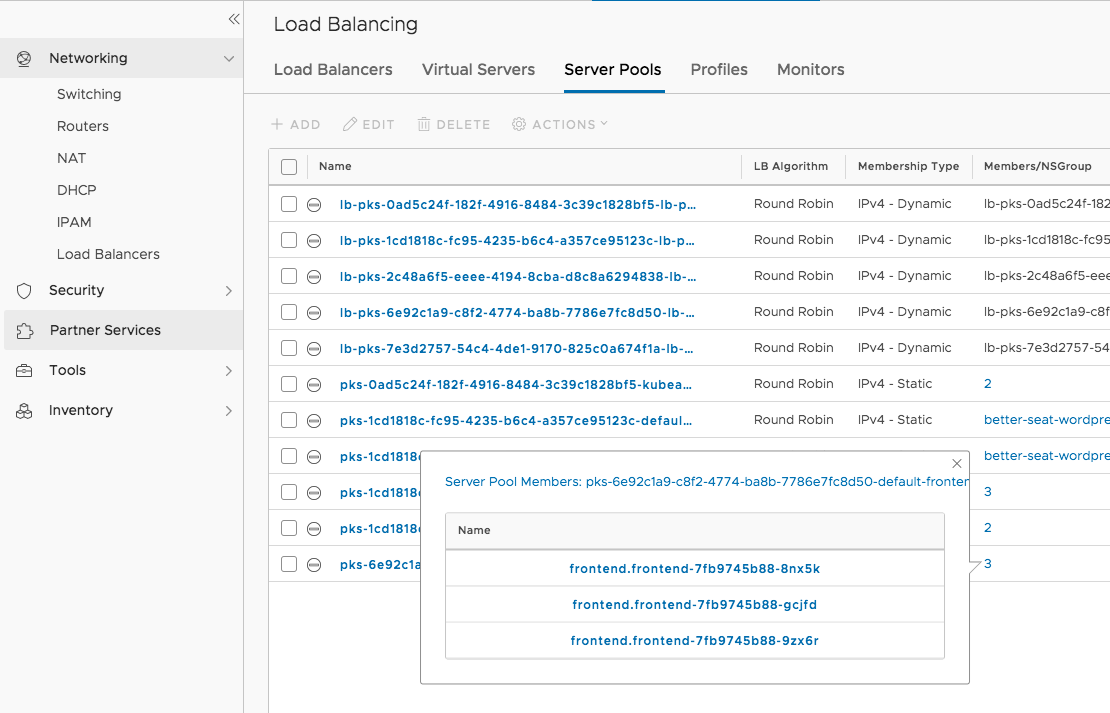 Load Balancing
Networking
Switching
Routers
NAT
DHCP
IPAM
Load Balancers
Security
Partner Services
Tools
Inventory
Load Balancers Virtual Servers Server Pools Profiles Monitors
+ ADD EDIT DELETE ACTIONS
Name LB Algorithm Membership Type Members/NSGroup
lb-pks-0ad5c24f-182f-4916-8484-3c39c1828bf5-lb-p... Round Robin IPv4 - Dynamic lb-pks-0ad5c24f-182
lb-pks-1cd1818c-fc95-4235-b6c4-a357ce95123c-lb-p... Round Robin IPv4 - Dynamic lb-pks-1cd1818c-fc95
lb-pks-2c48a6f5-eeee-4194-8cba-d8c8a6294838-lb-... Round Robin IPv4 - Dynamic lb-pks-2c48a6f5-eee
lb-pks-6e92c1a9-c8f2-4774-ba8b-7786e7fc8d50-lb-... Round Robin IPv4 - Dynamic lb-pks-6e92c1a9-c8f
lb-pks-7e3d2757-54c4-4de1-9170-825c0a674f1a-lb-... Round Robin IPv4 - Dynamic lb-pks-7e3d2757-54
pks-0ad5c24f-182f-4916-8484-3c39c1828bf5-kubea... Round Robin IPv4 - Static 2
pks-1cd1818c-fc95-4235-b6c4-a357ce95123c-defaul... Round Robin IPv4 - Static better-seat-wordpre
pks-1cd1818 better-seat-wordpre
pks-1cd1818 3
pks-1cd1818 2
pks-6e92c1a 3
Server Pool Members: pks-6e92c1a9-c8f2-4774-ba8b-7786e7fc8d50-default-fronten
Name
frontend.frontend-7fb9745b88-8nx5k
frontend.frontend-7fb9745b88-gcjfd
frontend.frontend-7fb9745b88-9zx6r